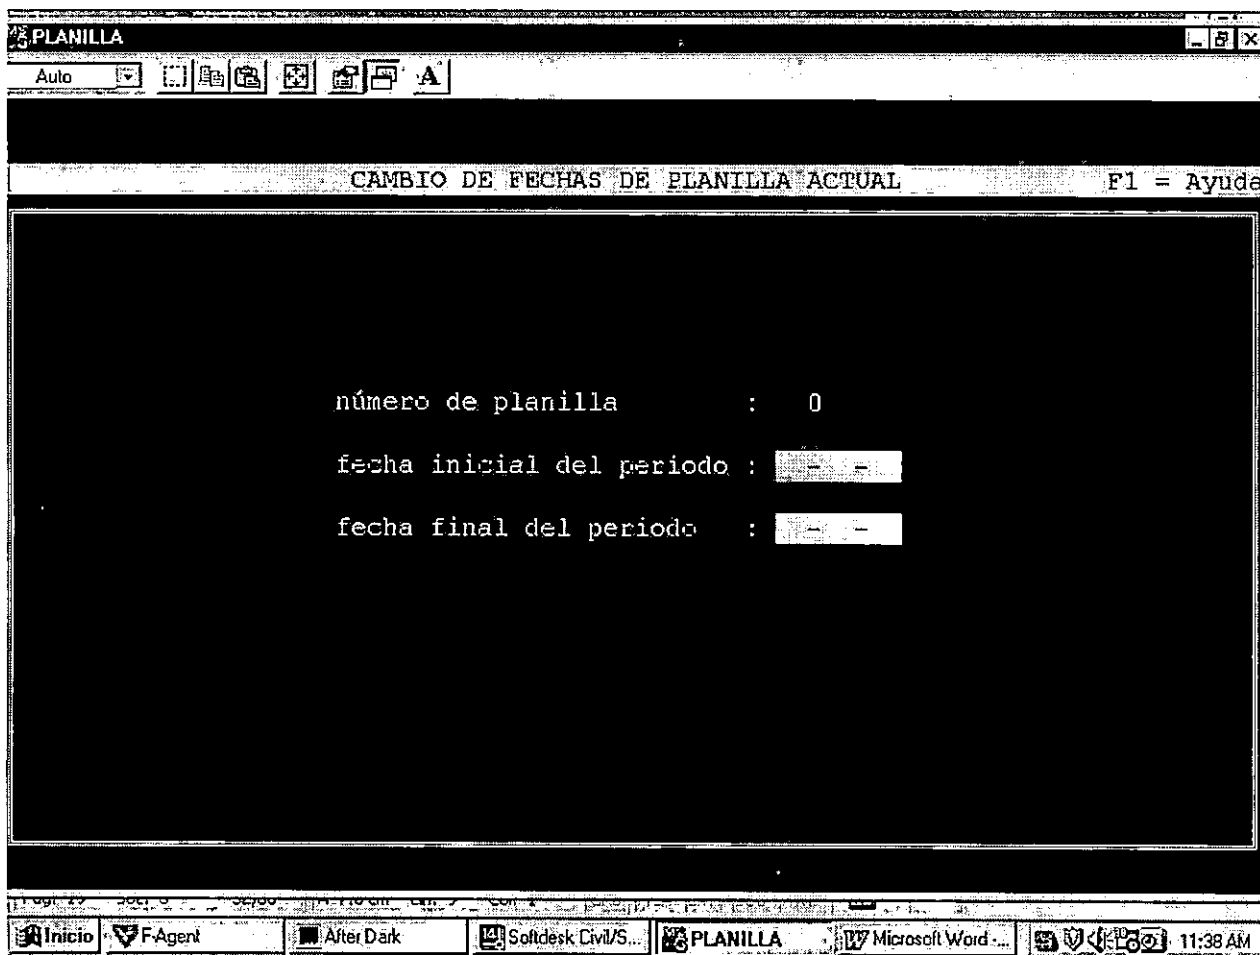 PLANILLA
Auto
A
CAMBIO DE FECHAS DE PLANILLA ACTUAL F1 = Ayuda
número de planilla : 0
fecha inicial del periodo : - -
fecha final del periodo : - -
Inicio F-Agent After Dark Softdesk Civil/S... PLANILLA Microsoft Word -... 11:38 AM